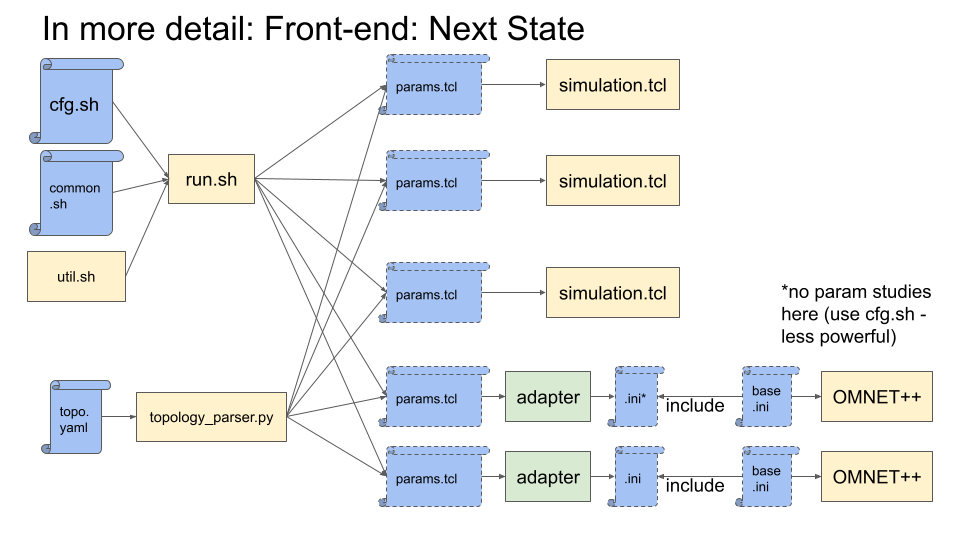 In more detail: Front-end: Next State
cfg.sh
common
.sh
util.sh
run.sh
topo.
yaml
topology_parser.py
params.tcl
simulation.tcl
params.tcl
simulation.tcl
params.tcl
simulation.tcl
*no param studies
here (use cfg.sh -
less powerful)
params.tcl
adapter
.ini*
include
base
.ini
OMNET++
params.tcl
adapter
.ini
include
base
.ini
OMNET++